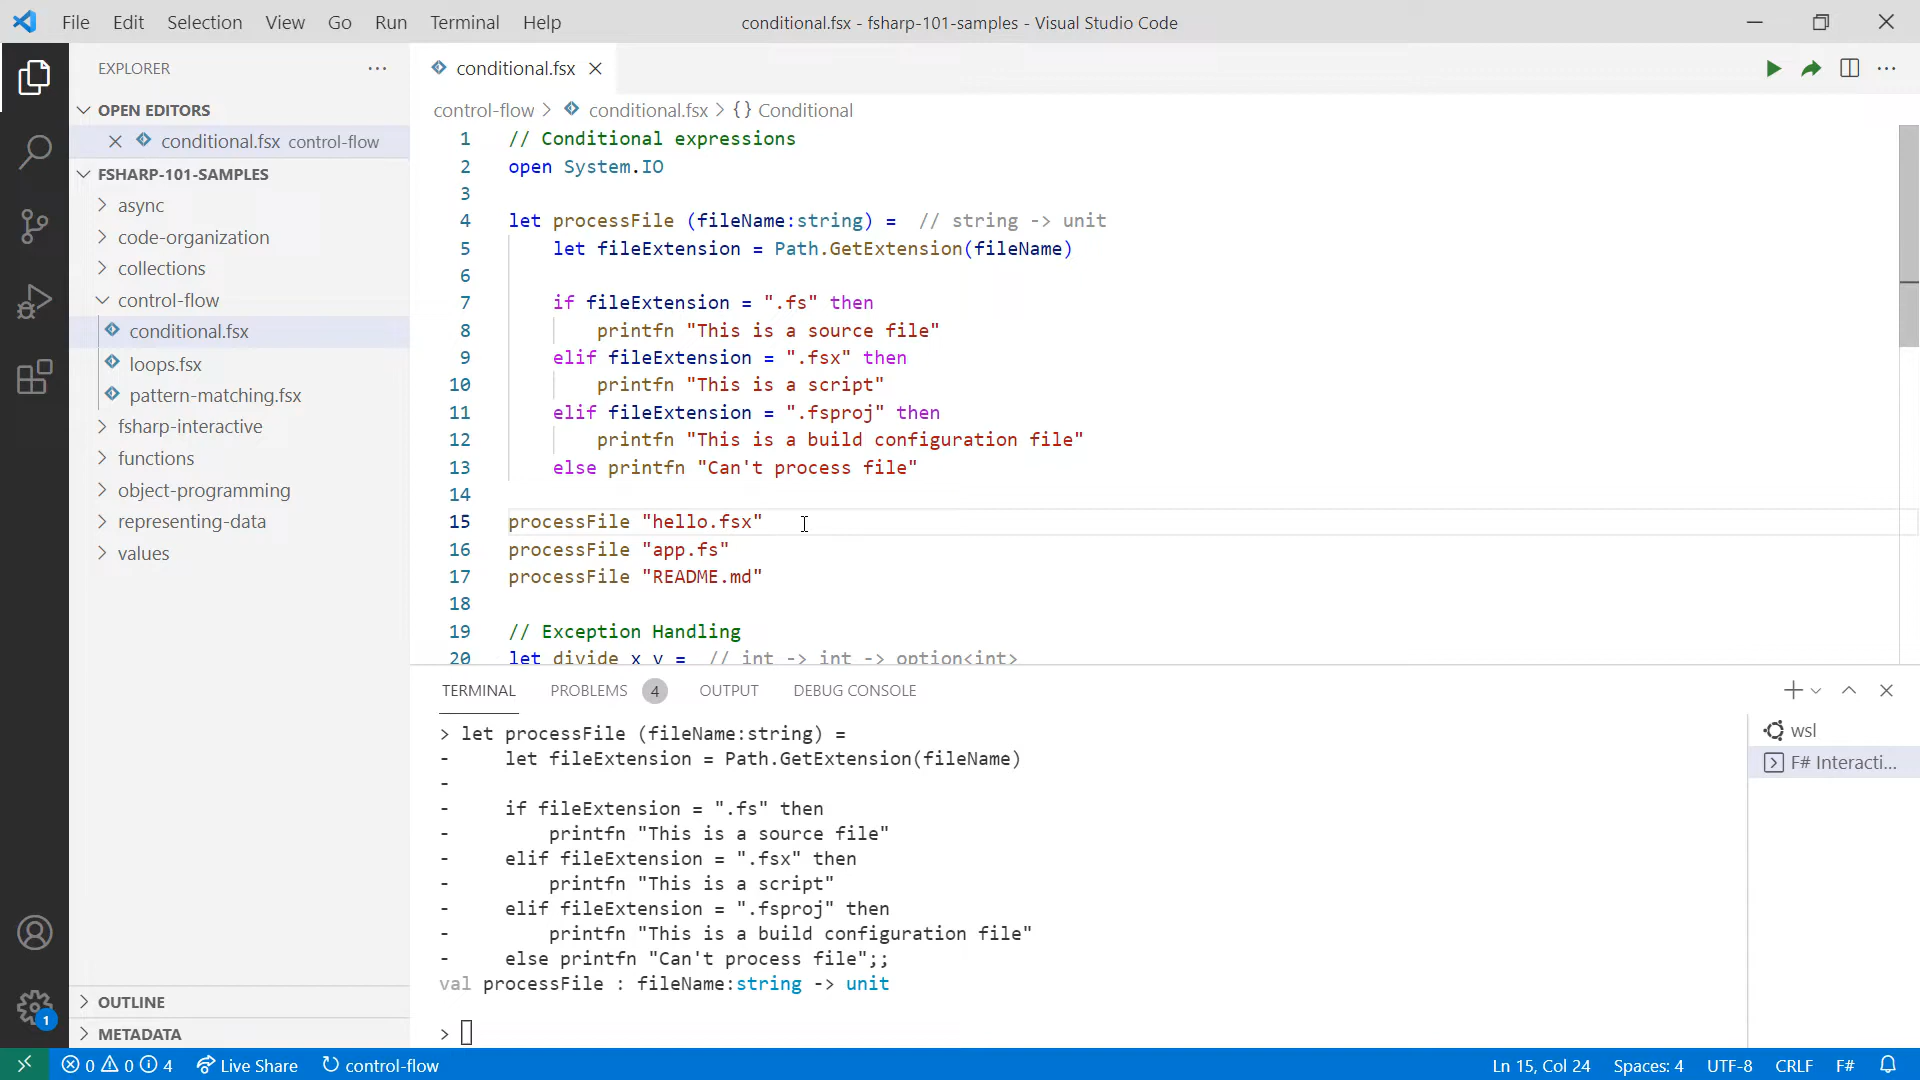 File Edit Selection View Go Run Terminal Help
conditional.fsx - fsharp-101-samples - Visual Studio Code
EXPLORER
OPEN EDITORS
conditional.fsx control-flow
FSHARP-101-SAMPLES
async
code-organization
collections
control-flow
conditional.fsx
loops.fsx
pattern-matching.fsx
fsharp-interactive
functions
object-programming
representing-data
values
OUTLINE
METADATA
conditional.fsx
control-flow > conditional.fsx > {} Conditional
1 // Conditional expressions
2 open System.IO
3
4 let processFile (fileName:string) = // string -> unit
5 let fileExtension = Path.GetExtension(fileName)
6
7 if fileExtension = ".fs" then
8 printfn "This is a source file"
9 elif fileExtension = ".fsx" then
10 printfn "This is a script"
11 elif fileExtension = ".fsproj" then
12 printfn "This is a build configuration file"
13 else printfn "Can't process file"
14
15 processFile "hello.fsx"
16 processFile "app.fs"
17 processFile "README.md"
18
19 // Exception Handling
20 let divide x y = // int -> int -> option<int>
TERMINAL PROBLEMS 4 OUTPUT DEBUG CONSOLE
> let processFile (fileName:string) =
- let fileExtension = Path.GetExtension(fileName)
-
- if fileExtension = ".fs" then
- printfn "This is a source file"
- elif fileExtension = ".fsx" then
- printfn "This is a script"
- elif fileExtension = ".fsproj" then
- printfn "This is a build configuration file"
- else printfn "Can't process file";;
val processFile : fileName:string -> unit
>
wsl
F# Interacti...
1
0 0 4 Live Share control-flow
Ln 15, Col 24 Spaces: 4 UTF-8 CRLF F#